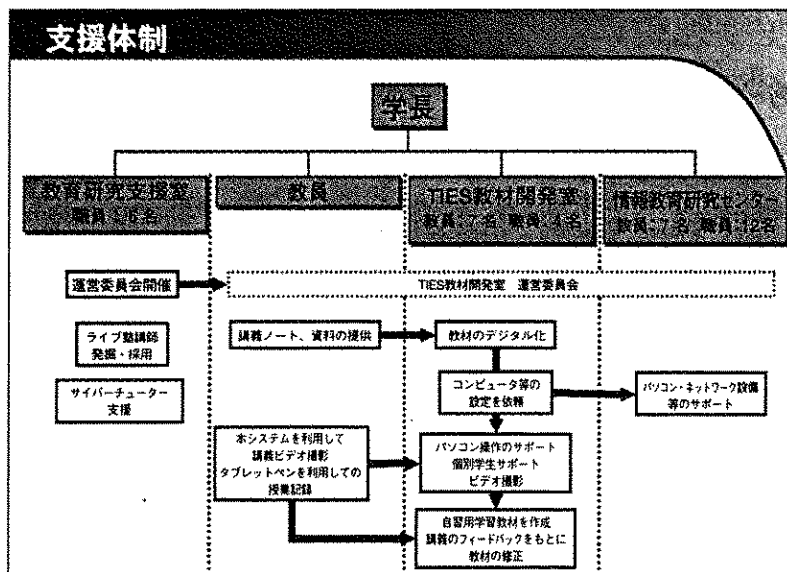 支援体制
学長
教育研究支援室
職員：6名
教員
TIES教材開発室
教員：7名 職員：4名
情報教育研究センター
教員：7名 職員：12名
運営委員会開催
TIES教材開発室 運営委員会
ライブ塾講師
発掘・採用
講義ノート、資料の提供
教材のデジタル化
サイバーチューター
支援
コンピュータ等の
設定を依頼
パソコン・ネットワーク設備
等のサポート
本システムを利用して
講義ビデオ撮影
タブレットペンを利用しての
授業記録
パソコン操作のサポート
個別学生サポート
ビデオ撮影
自習用学習教材を作成
講義のフィードバックをもとに
教材の修正